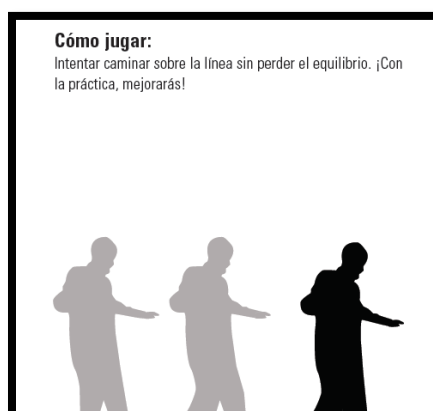 Cómo jugar:
Intentar caminar sobre la línea sin perder el equilibrio. ¡Con
la práctica, mejorarás!